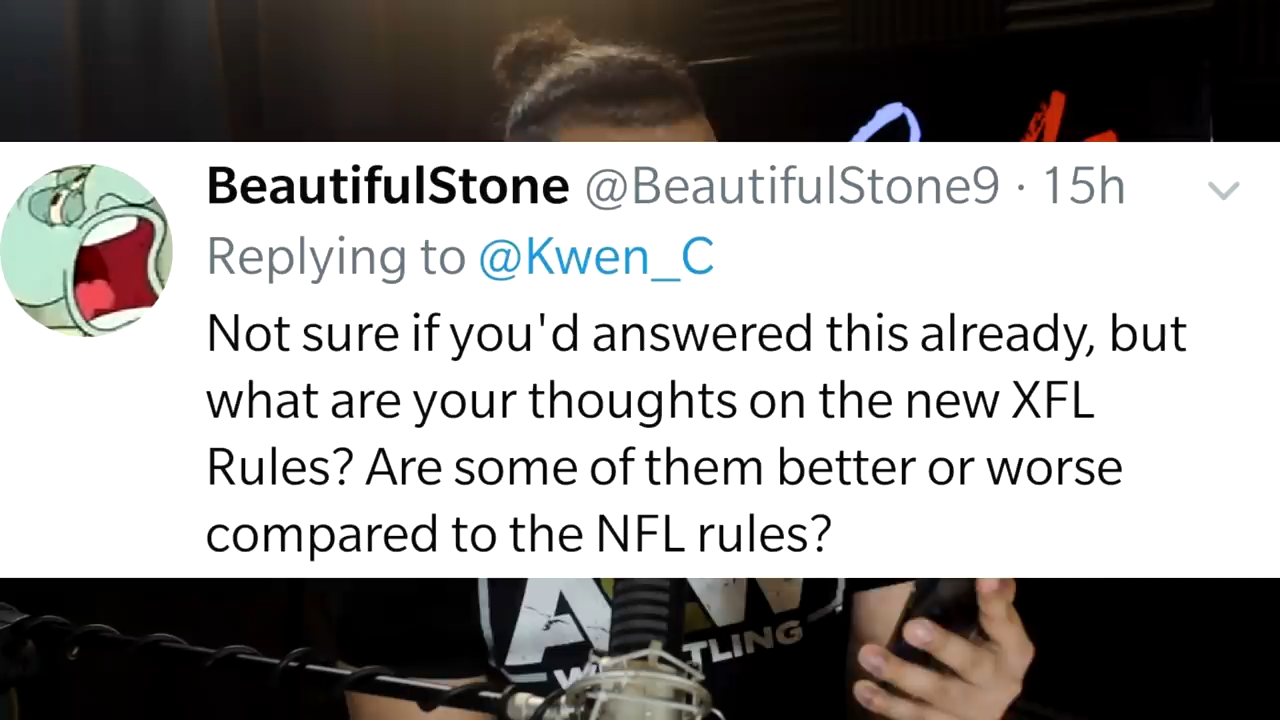 BeautifulStone @BeautifulStone9 · 15h
Replying to @Kwen_C
Not sure if you'd answered this already, but
what are your thoughts on the new XFL
Rules? Are some of them better or worse
compared to the NFL rules?
TLING